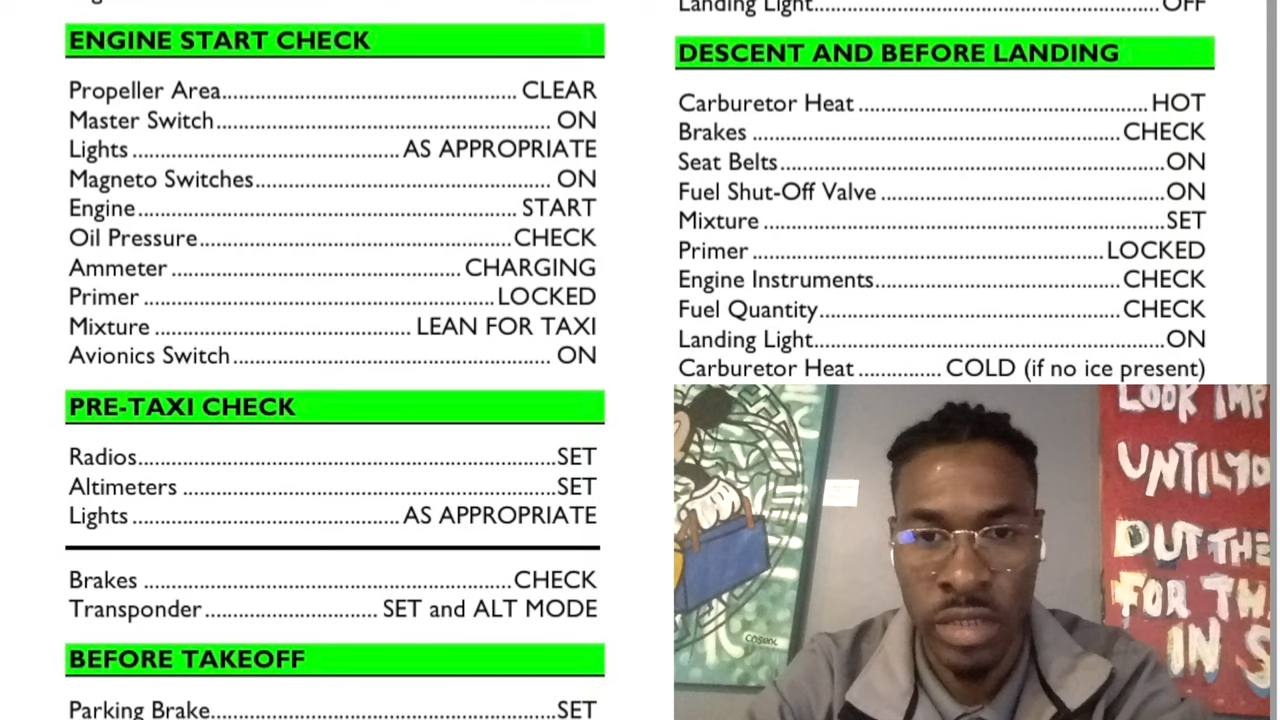 ENGINE START CHECK
Propeller Area.................................................. CLEAR
Master Switch........................................................ ON
Lights ........................................... AS APPROPRIATE
Magneto Switches................................................. ON
Engine............................................................ START
Oil Pressure...................................................CHECK
Ammeter .............................................. CHARGING
Primer ........................................................LOCKED
Mixture ......................................... LEAN FOR TAXI
Avionics Switch..................................................... ON
PRE-TAXI CHECK
Radios....................................................................SET
Altimeters ............................................................SET
Lights ........................................... AS APPROPRIATE
Brakes ...........................................................CHECK
Transponder............................ SET and ALT MODE
BEFORE TAKEOFF
Parking Brake........................................................SET
Landing Light........................................................OFF
DESCENT AND BEFORE LANDING
Carburetor Heat ............................................... HOT
Brakes ...........................................................CHECK
Seat Belts..............................................................ON
Fuel Shut-Off Valve ..............................................ON
Mixture .................................................................SET
Primer ........................................................LOCKED
Engine Instruments........................................ CHECK
Fuel Quantity.................................................. CHECK
Landing Light.........................................................ON
Carburetor Heat .............. COLD (if no ice present)
LOOK IMP
UNTIL YO
OUT THE
FOR TH
IN S